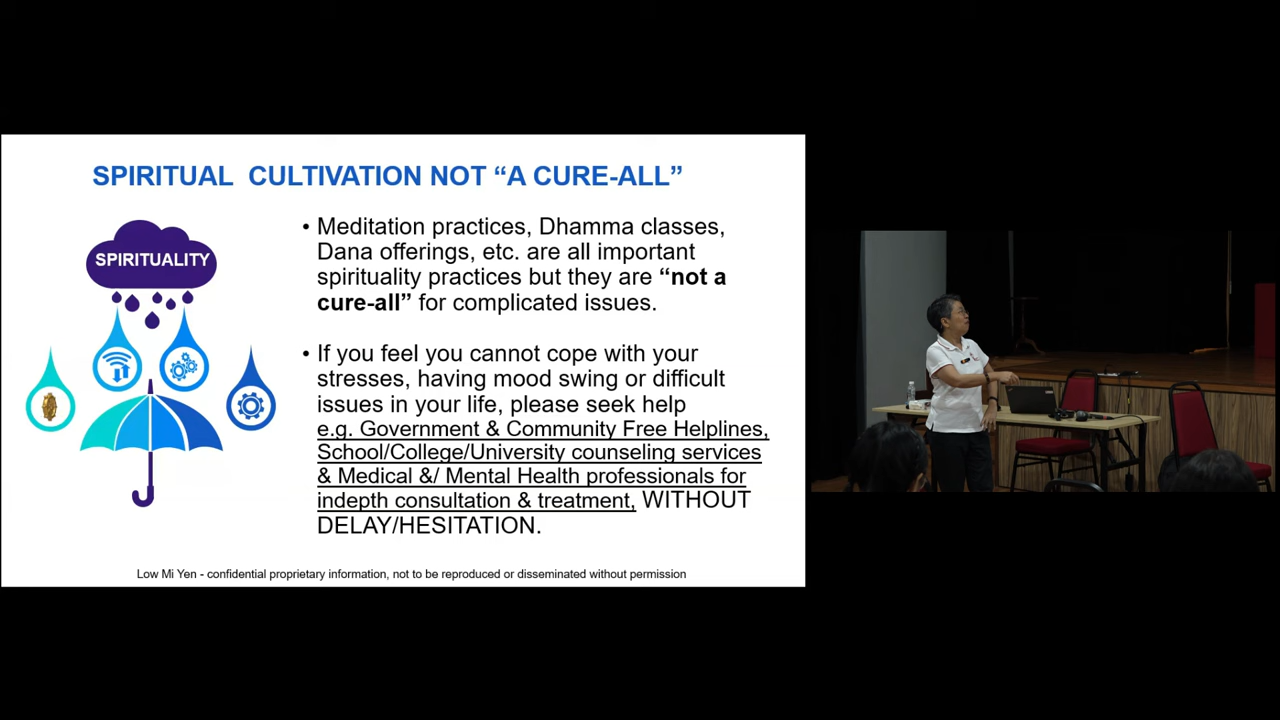 SPIRITUAL CULTIVATION NOT “A CURE-ALL”
SPIRITUALITY
• Meditation practices, Dhamma classes,
Dana offerings, etc. are all important
spirituality practices but they are “not a
cure-all” for complicated issues.
• If you feel you cannot cope with your
stresses, having mood swing or difficult
issues in your life, please seek help
e.g. Government & Community Free Helplines,
School/College/University counseling services
& Medical &/ Mental Health professionals for
indepth consultation & treatment, WITHOUT
DELAY/HESITATION.
Low Mi Yen - confidential proprietary information, not to be reproduced or disseminated without permission